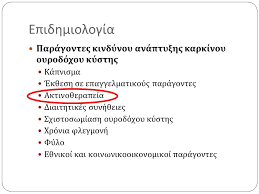 Επιδημιολογία
Παράγοντες κινδύνου ανάπτυξης καρκίνου
ουροδόχου κύστης
Κάπνισμα
Έκθεση σε επαγγελματικούς παράγοντες
Ακτινοθεραπεία
Διαιτητικές συνήθειες
Σχιστοσωμίαση ουροδόχου κύστης
Χρόνια φλεγμονή
Φύλο
Εθνικοί και κοινωνικοοικονομικοί παράγοντες